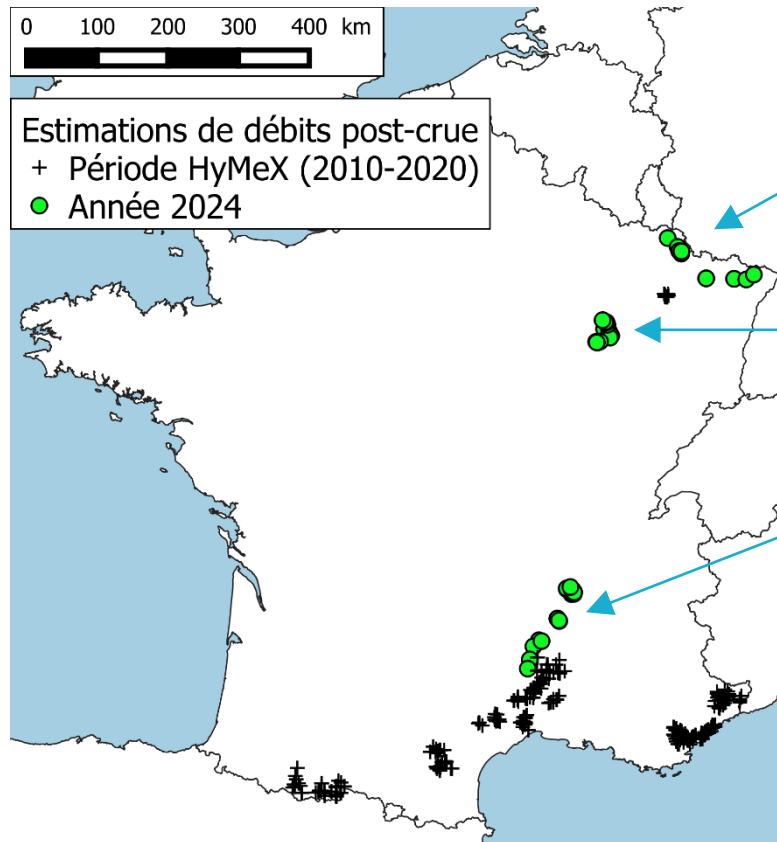 0 100 200 300 400 km
Estimations de débits post-crue
+ Période HyMeX (2010-2020)
Année 2024